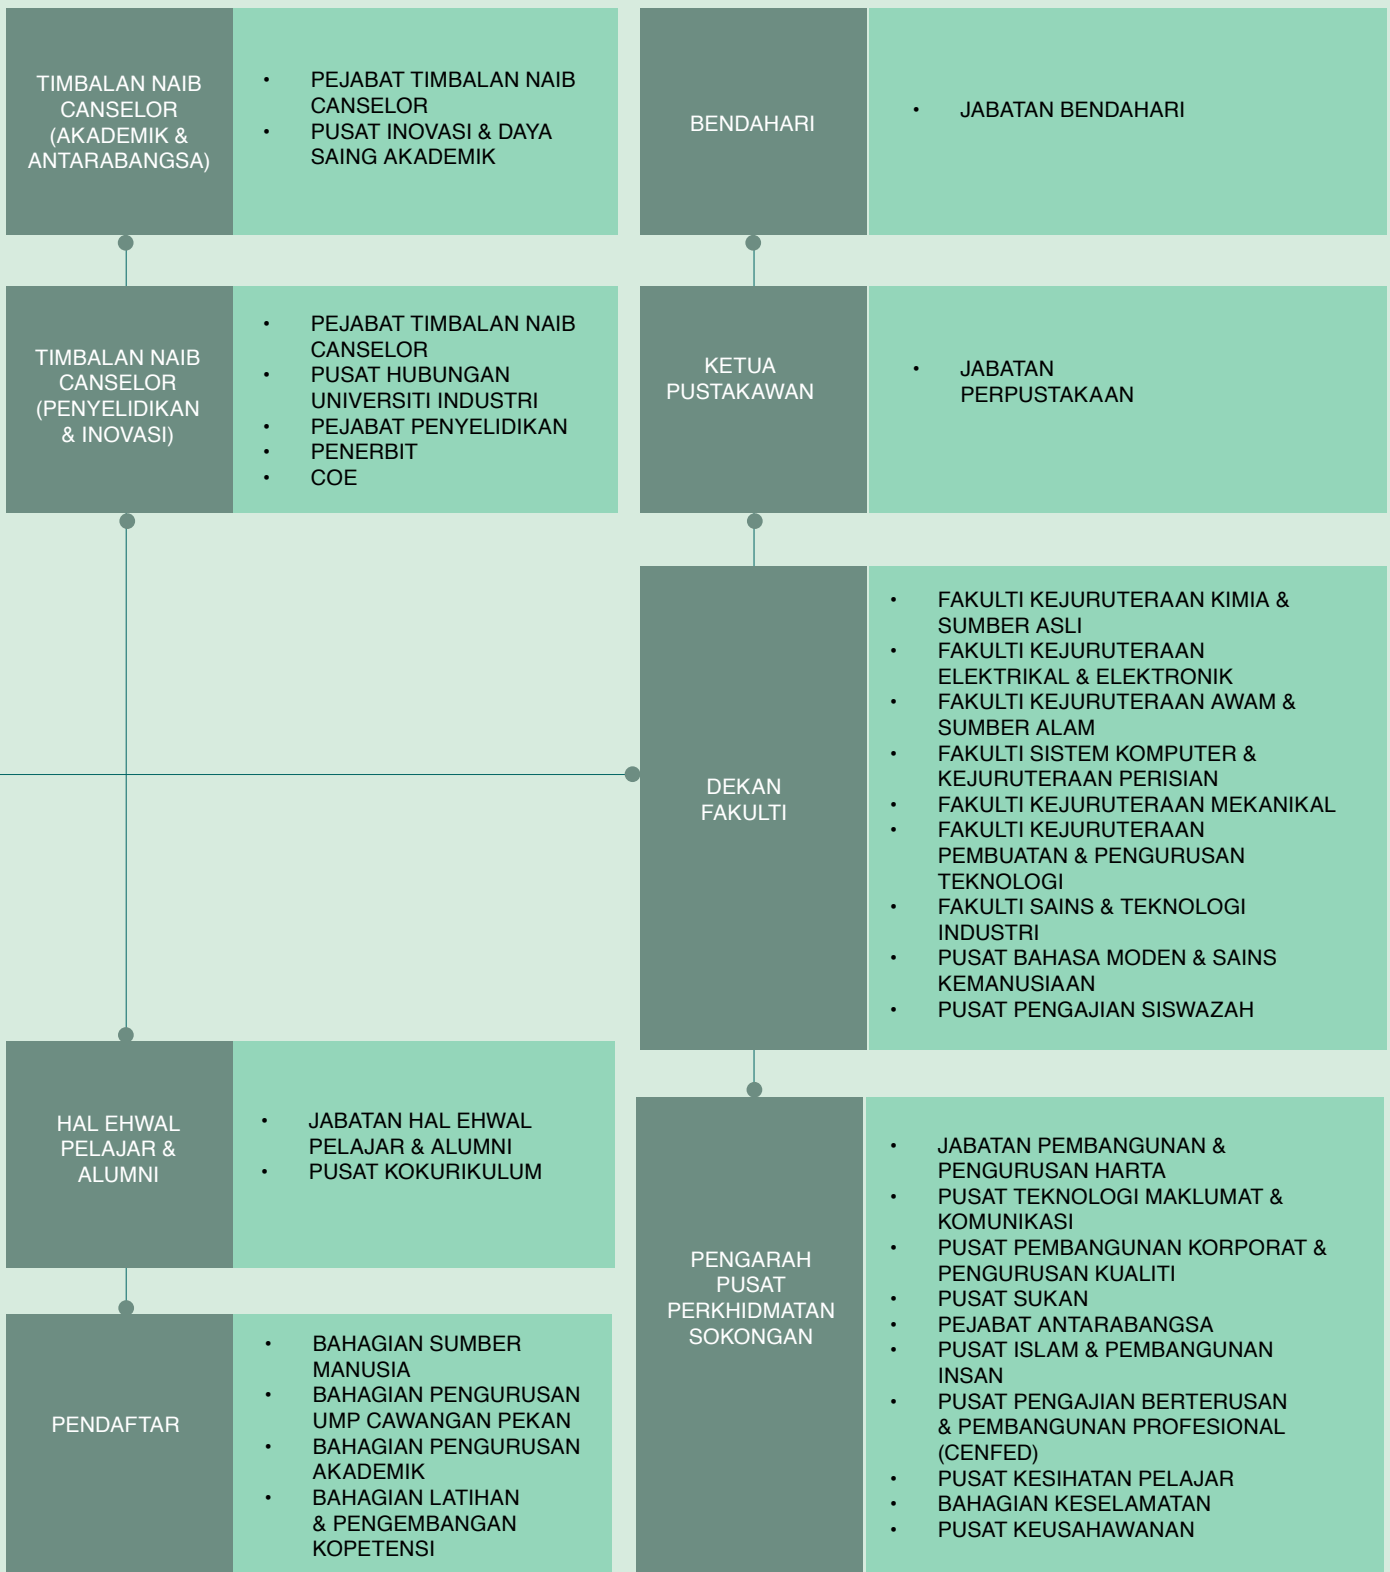 TIMBALAN NAIB
CANSELOR
(AKADEMIK &
ANTARABANGSA)
• PEJABAT TIMBALAN NAIB
CANSELOR
• PUSAT INOVASI & DAYA
SAING AKADEMIK
TIMBALAN NAIB
CANSELOR
(PENYELIDIKAN
& INOVASI)
• PEJABAT TIMBALAN NAIB
CANSELOR
• PUSAT HUBUNGAN
UNIVERSITI INDUSTRI
• PEJABAT PENYELIDIKAN
• PENERBIT
• COE
HAL EHWAL
PELAJAR &
ALUMNI
• JABATAN HAL EHWAL
PELAJAR & ALUMNI
• PUSAT KOKURIKULUM
PENDAFTAR
• BAHAGIAN SUMBER
MANUSIA
• BAHAGIAN PENGURUSAN
UMP CAWANGAN PEKAN
• BAHAGIAN PENGURUSAN
AKADEMIK
• BAHAGIAN LATIHAN
& PENGEMBANGAN
KOPETENSI
BENDAHARI
• JABATAN BENDAHARI
KETUA
PUSTAKAWAN
• JABATAN
PERPUSTAKAAN
DEKAN
FAKULTI
• FAKULTI KEJURUTERAAN KIMIA &
SUMBER ASLI
• FAKULTI KEJURUTERAAN
ELEKTRIKAL & ELEKTRONIK
• FAKULTI KEJURUTERAAN AWAM &
SUMBER ALAM
• FAKULTI SISTEM KOMPUTER &
KEJURUTERAAN PERISIAN
• FAKULTI KEJURUTERAAN MEKANIKAL
• FAKULTI KEJURUTERAAN
PEMBUATAN & PENGURUSAN
TEKNOLOGI
• FAKULTI SAINS & TEKNOLOGI
INDUSTRI
• PUSAT BAHASA MODEN & SAINS
KEMANUSIAAN
• PUSAT PENGAJIAN SISWAZAH
PENGARAH
PUSAT
PERKHIDMATAN
SOKONGAN
• JABATAN PEMBANGUNAN &
PENGURUSAN HARTA
• PUSAT TEKNOLOGI MAKLUMAT &
KOMUNIKASI
• PUSAT PEMBANGUNAN KORPORAT &
PENGURUSAN KUALITI
• PUSAT SUKAN
• PEJABAT ANTARABANGSA
• PUSAT ISLAM & PEMBANGUNAN
INSAN
• PUSAT PENGAJIAN BERTERUSAN
& PEMBANGUNAN PROFESIONAL
(CENFED)
• PUSAT KESIHATAN PELAJAR
• BAHAGIAN KESELAMATAN
• PUSAT KEUSAHAWANAN